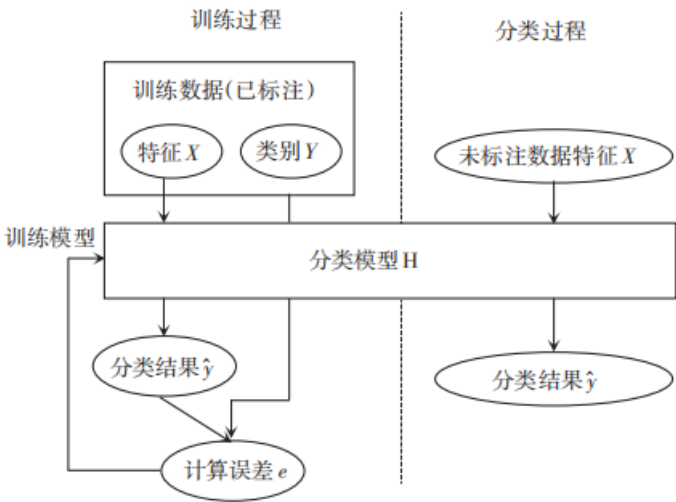 训练过程
分类过程
训练数据(已标注)
特征X
类别Y
未标注数据特征X
训练模型
分类模型H
分类结果ŷ
分类结果ŷ
计算误差e